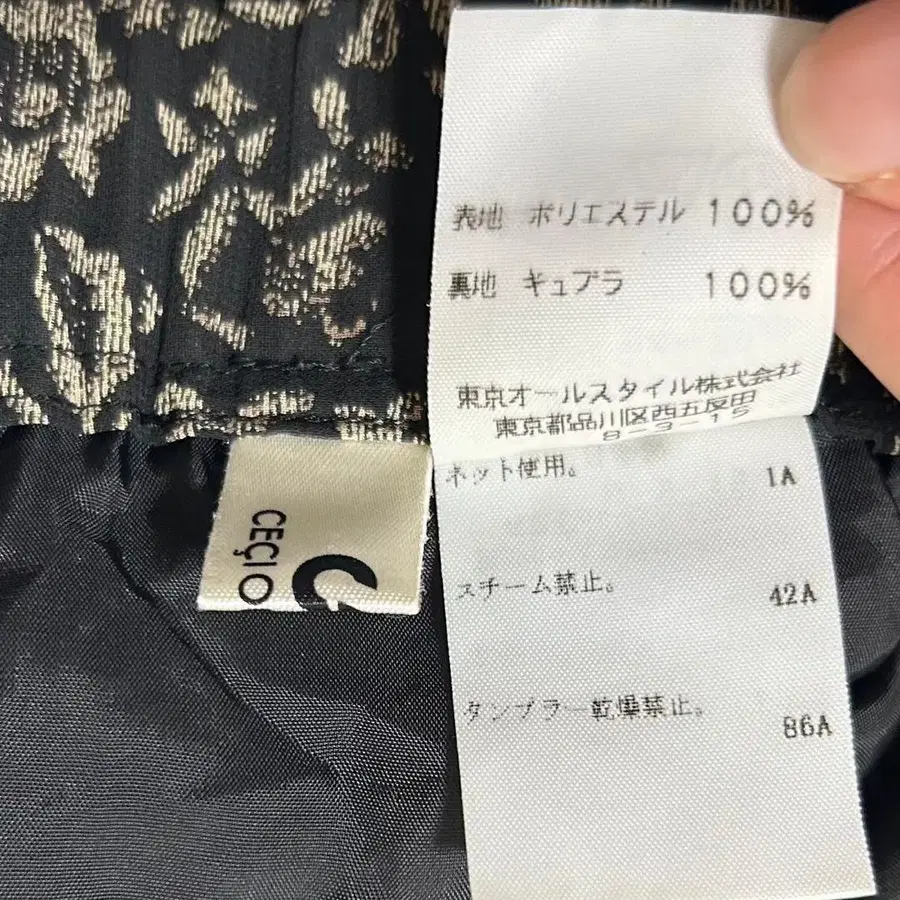 表地 ポリエステル 100%
裏地 キュプラ 100%
東京オールスタイル株式会社
東京都品川区西五反田
8-3-15
ネット使用。 1A
スチーム禁止。 42A
タンブラー乾燥禁止。 86A
CEÇI O